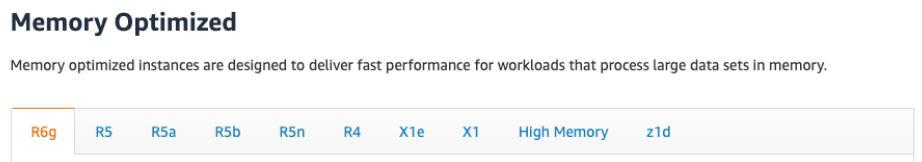 Memory Optimized
Memory optimized instances are designed to deliver fast performance for workloads that process large data sets in memory.
R6g R5 R5a R5b R5n R4 X1e X1 High Memory z1d